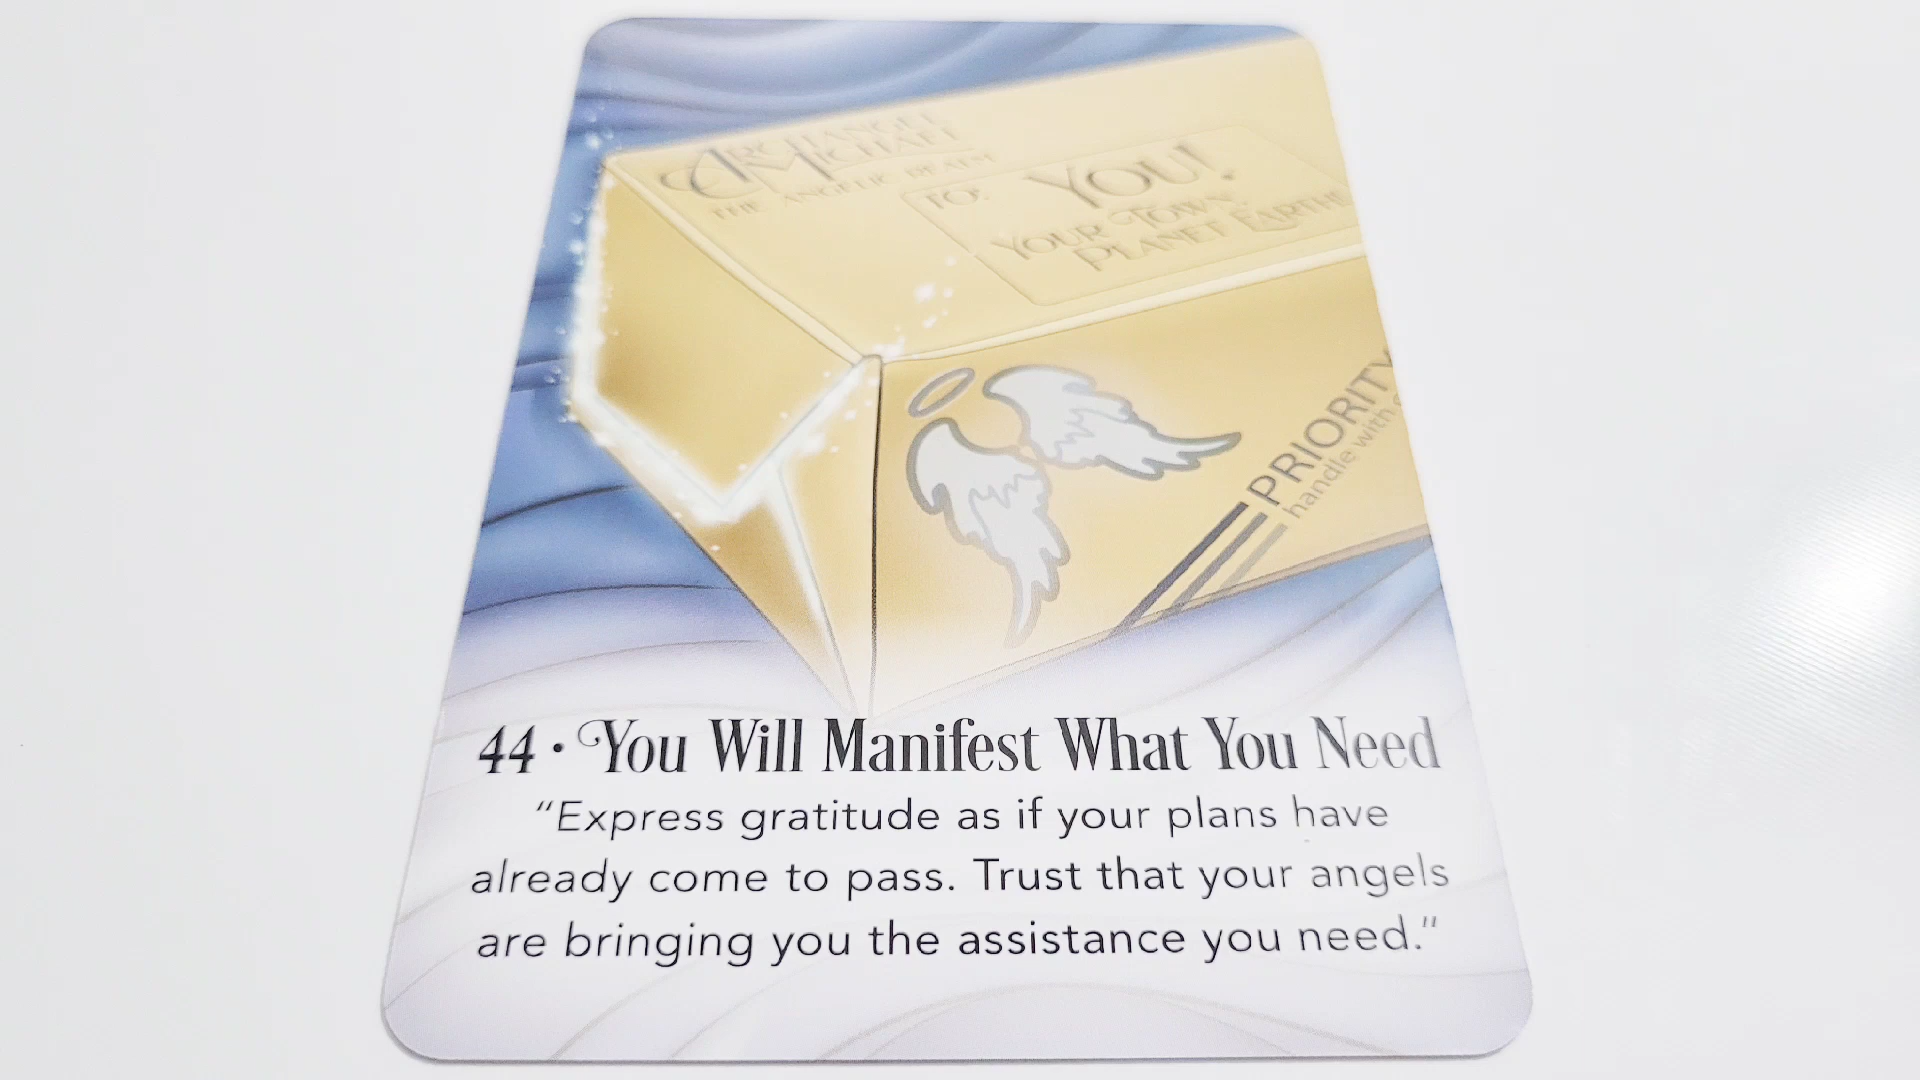 ARCHANGEL
MICHAEL
THE ANGELIC REALM
TO: YOU!
YOUR TOWN
PLANET EARTH
PRIORITY
handle with
44 · You Will Manifest What You Need
"Express gratitude as if your plans have
already come to pass. Trust that your angels
are bringing you the assistance you need."